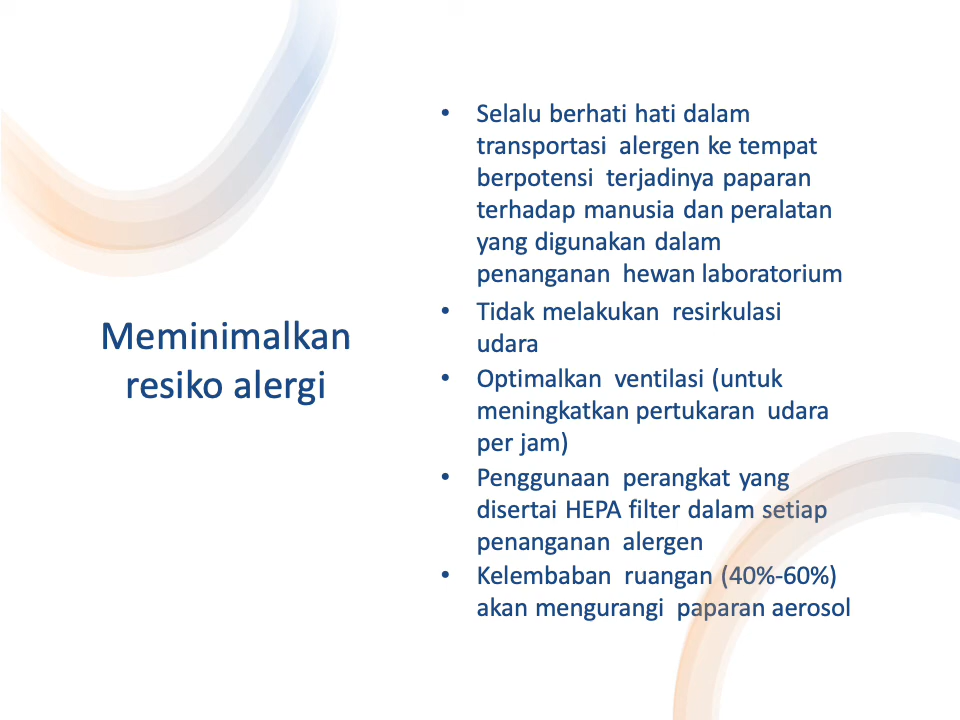 Meminimalkan
resiko alergi
• Selalu berhati hati dalam
transportasi alergen ke tempat
berpotensi terjadinya paparan
terhadap manusia dan peralatan
yang digunakan dalam
penanganan hewan laboratorium
• Tidak melakukan resirkulasi
udara
• Optimalkan ventilasi (untuk
meningkatkan pertukaran udara
per jam)
• Penggunaan perangkat yang
disertai HEPA filter dalam setiap
penanganan alergen
• Kelembaban ruangan (40%-60%)
akan mengurangi paparan aerosol